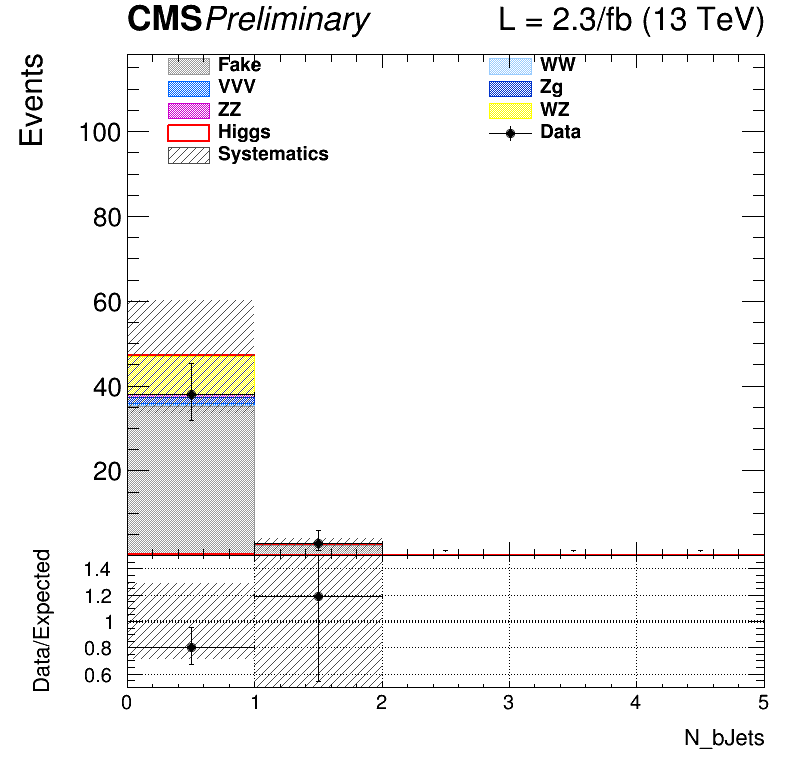 CMS Preliminary L = 2.3/fb (13 TeV)
Events
Fake WW
VVV Zg
ZZ WZ
Higgs Data
Systematics
100
80
60
40
20
Data/Expected
1.4
1.2
1
0.8
0.6
0 1 2 3 4 5
N_bJets